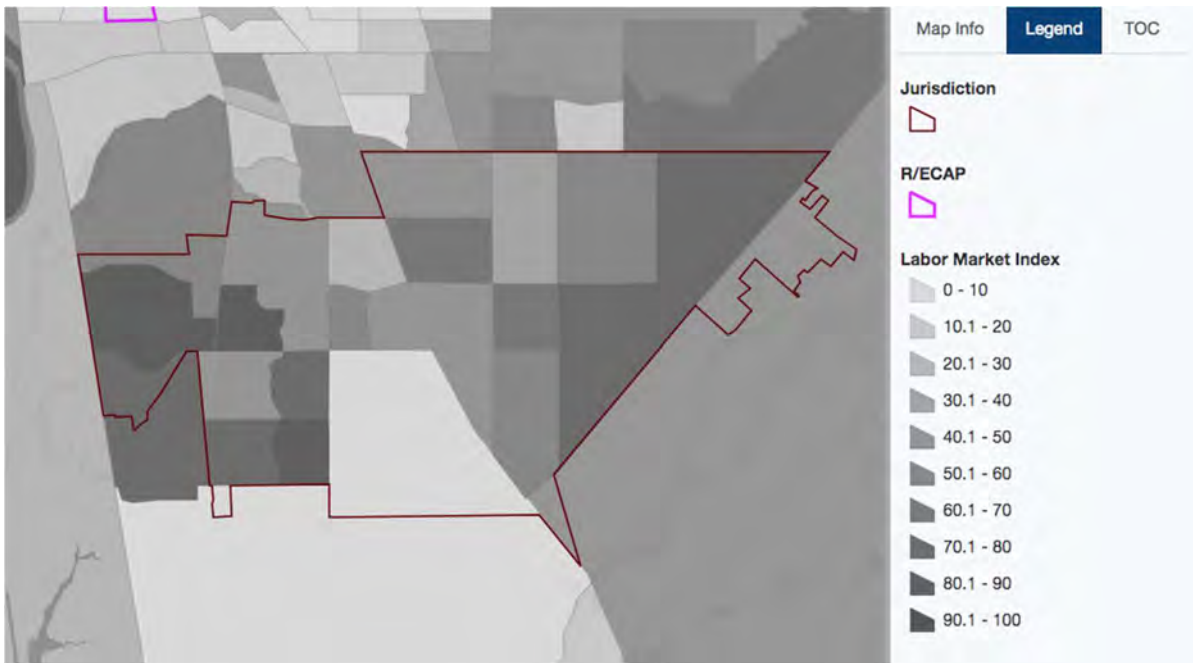 Map Info Legend TOC
Jurisdiction
R/ECAP
Labor Market Index
0 - 10
10.1 - 20
20.1 - 30
30.1 - 40
40.1 - 50
50.1 - 60
60.1 - 70
70.1 - 80
80.1 - 90
90.1 - 100